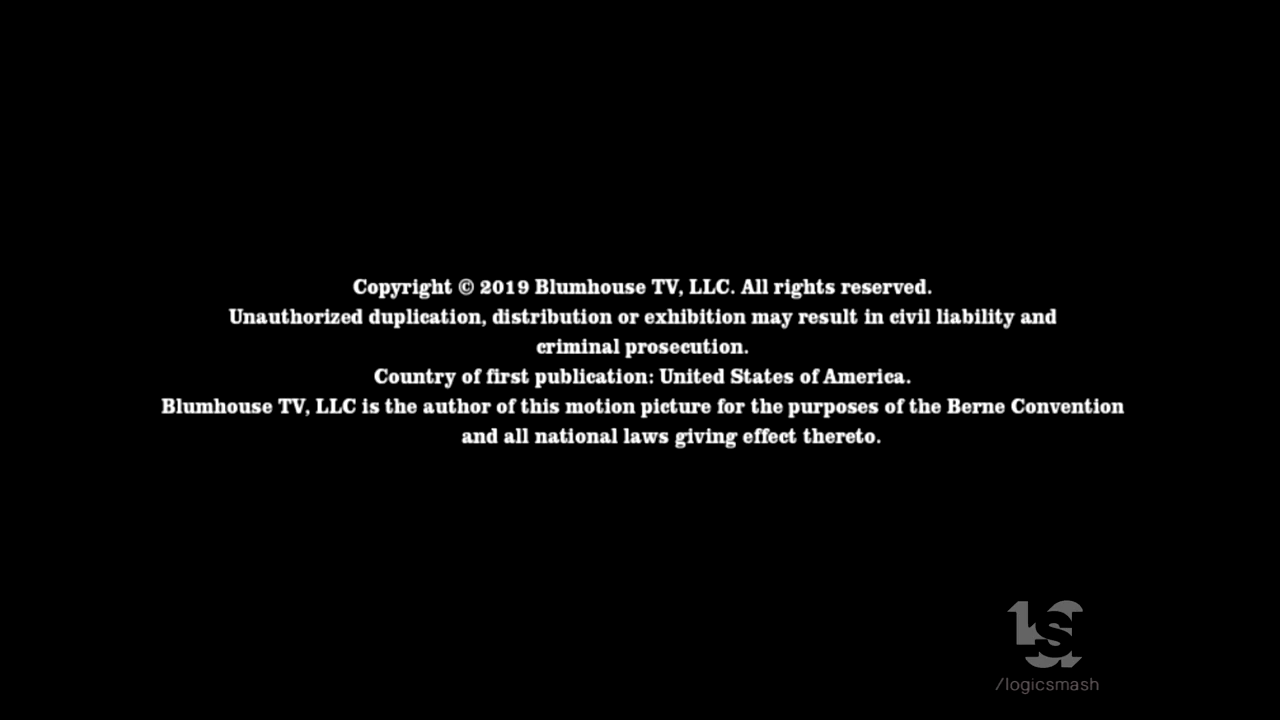 Copyright © 2019 Blumhouse TV, LLC. All rights reserved.
Unauthorized duplication, distribution or exhibition may result in civil liability and
criminal prosecution.
Country of first publication: United States of America.
Blumhouse TV, LLC is the author of this motion picture for the purposes of the Berne Convention
and all national laws giving effect thereto.
1S
/logicsmash